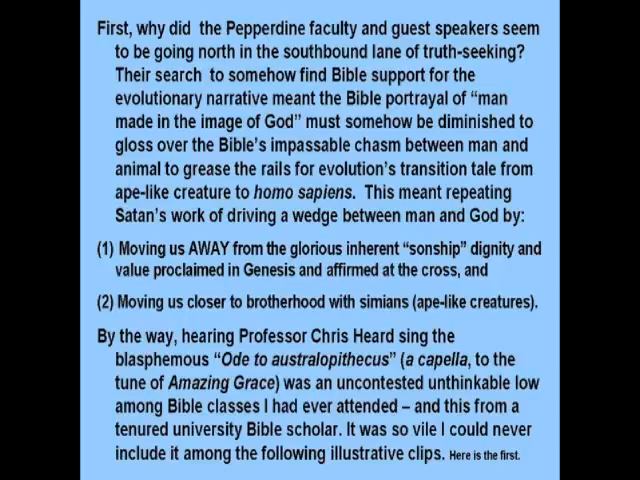 First, why did the Pepperdine faculty and guest speakers seem
to be going north in the southbound lane of truth-seeking?
Their search to somehow find Bible support for the
evolutionary narrative meant the Bible portrayal of “man
made in the image of God” must somehow be diminished to
gloss over the Bible’s impassable chasm between man and
animal to grease the rails for evolution’s transition tale from
ape-like creature to homo sapiens. This meant repeating
Satan’s work of driving a wedge between man and God by:
(1) Moving us AWAY from the glorious inherent “sonship” dignity and
value proclaimed in Genesis and affirmed at the cross, and
(2) Moving us closer to brotherhood with simians (ape-like creatures).
By the way, hearing Professor Chris Heard sing the
blasphemous “Ode to australopithecus” (a capella, to the
tune of Amazing Grace) was an uncontested unthinkable low
among Bible classes I had ever attended – and this from a
tenured university Bible scholar. It was so vile I could never
include it among the following illustrative clips. Here is the first.